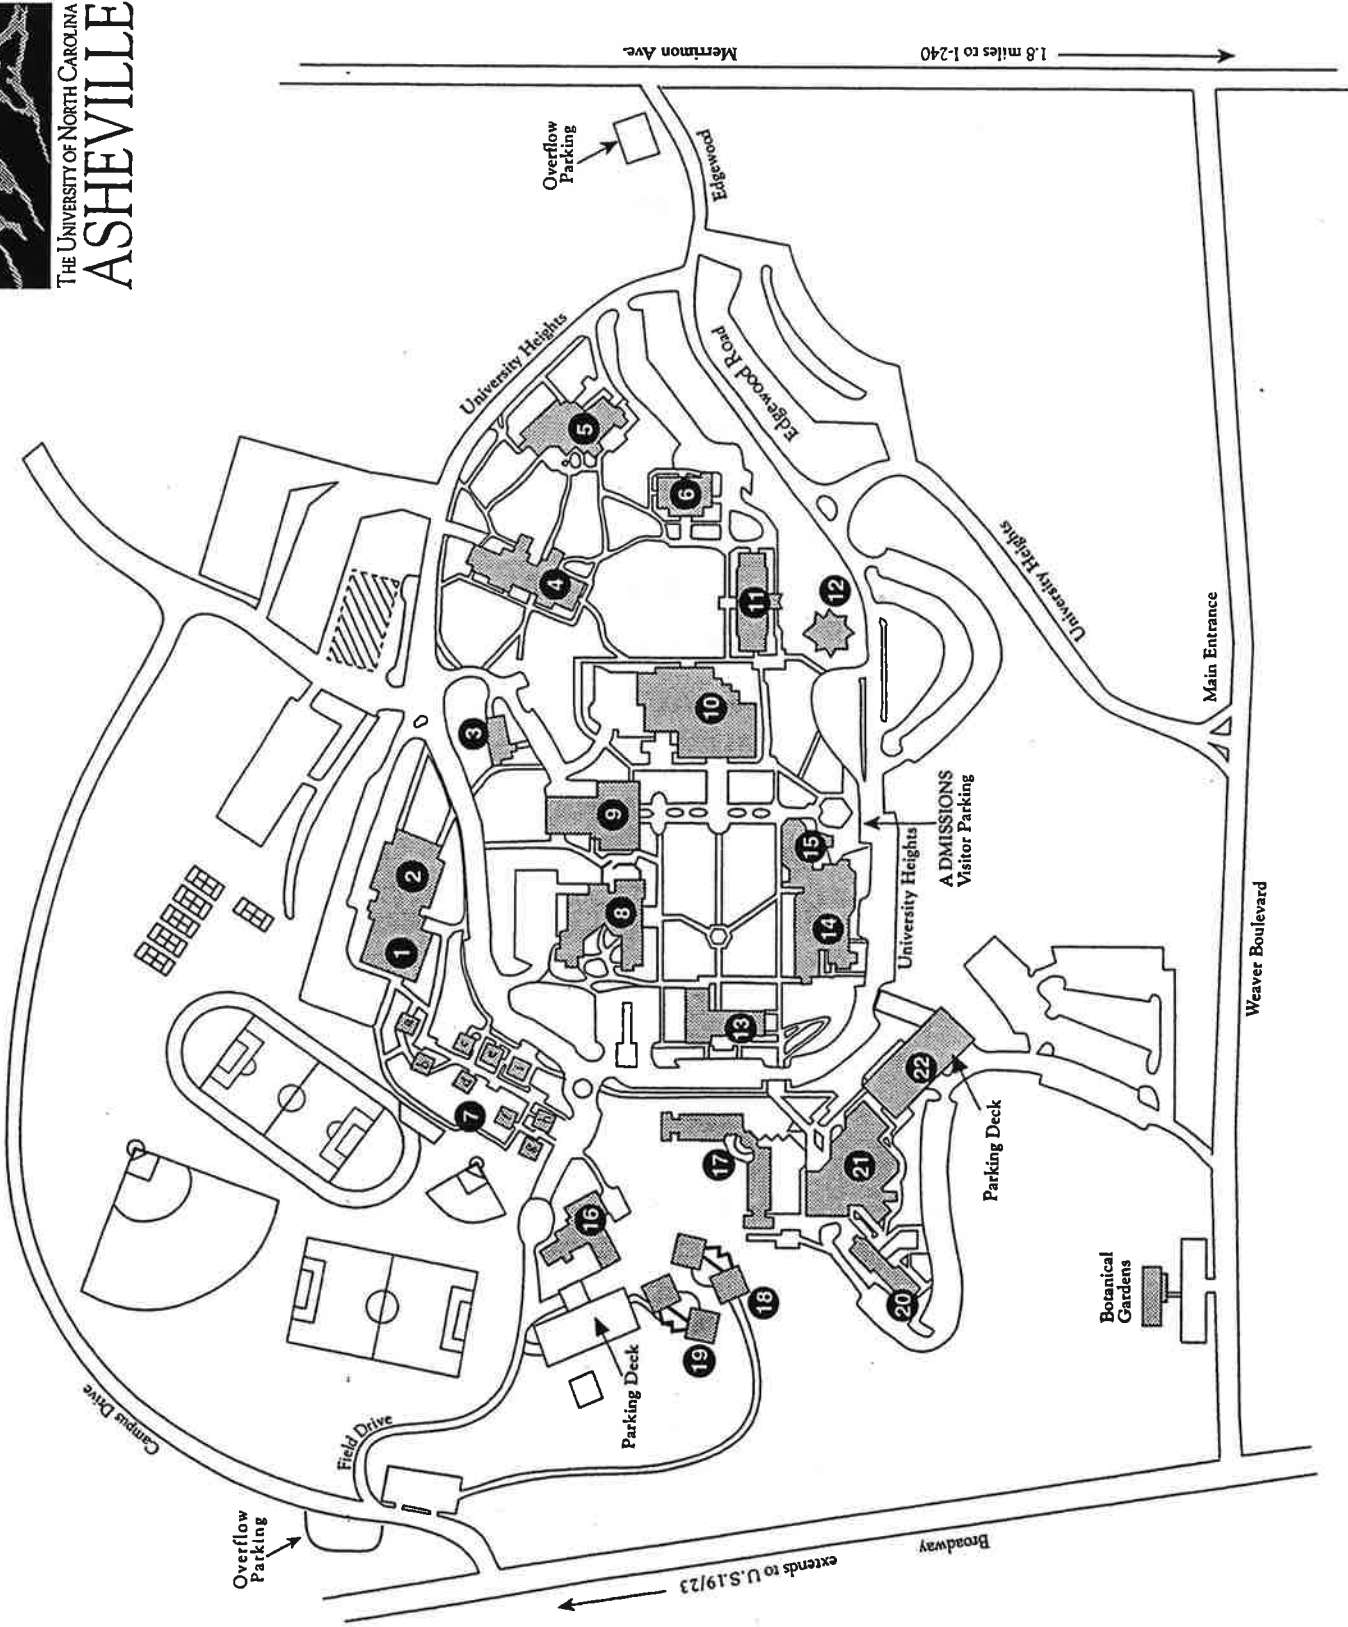 THE UNIVERSITY OF NORTH CAROLINA
ASHEVILLE
Merrimon Ave.
1.8 miles to I-240
Overflow
Parking
Edgewood
University Heights
Edgewood Road
University Heights
Main Entrance
Weaver Boulevard
ADMISSIONS
Visitor Parking
University Heights
Parking Deck
Botanical
Gardens
Parking Deck
Field Drive
Campus Drive
Overflow
Parking
Broadway
extends to U.S.19/23
1
2
3
4
5
6
7
8
9
10
11
12
13
14
15
16
17
18
19
20
21
22